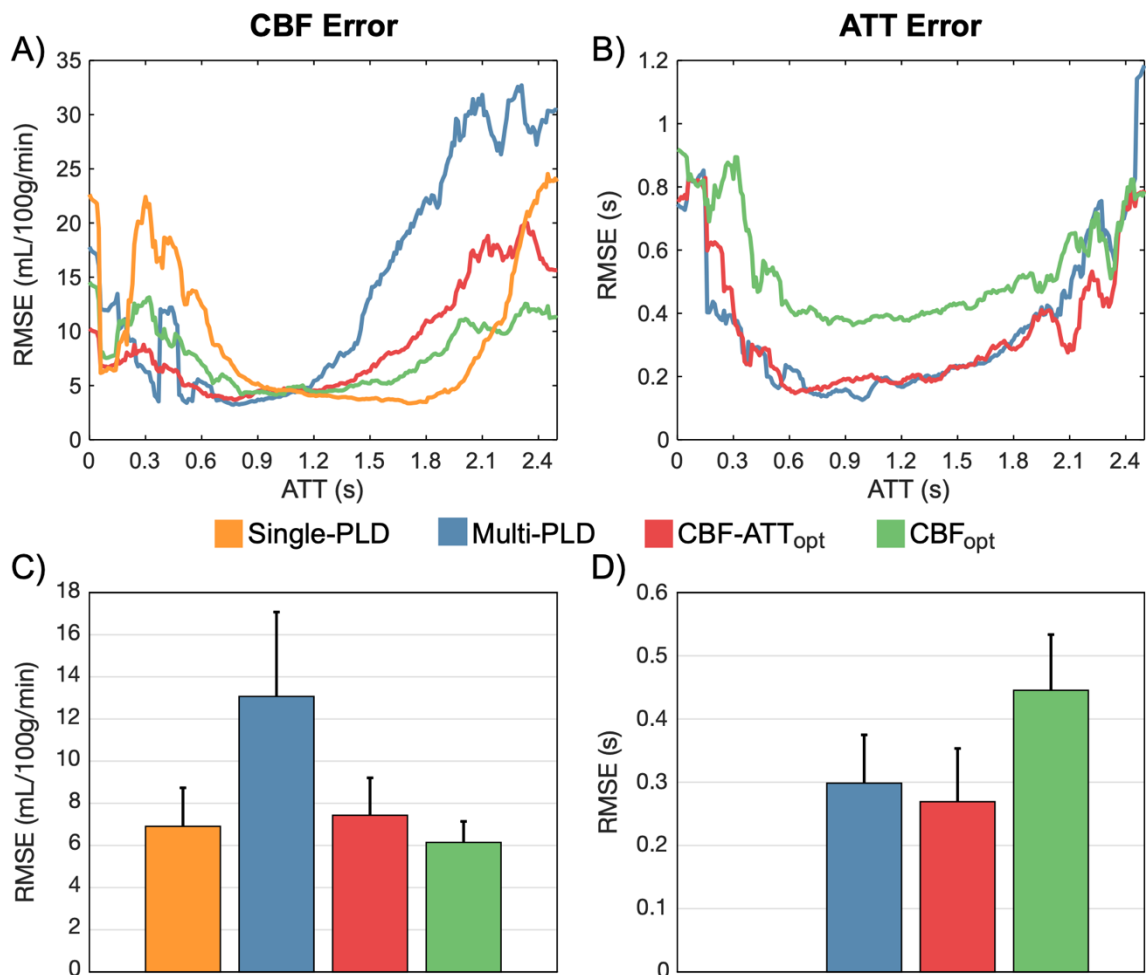 CBF Error
ATT Error
A)
B)
35
30
25
20
15
10
5
0
RMSE (mL/100g/min)
0 0.3 0.6 0.9 1.2 1.5 1.8 2.1 2.4
ATT (s)
1.2
1
0.8
0.6
0.4
0.2
0
RMSE (s)
0 0.3 0.6 0.9 1.2 1.5 1.8 2.1 2.4
ATT (s)
Single-PLD Multi-PLD CBF-ATTopt CBFopt
C)
D)
18
16
14
12
10
8
6
4
2
0
RMSE (mL/100g/min)
0.6
0.5
0.4
0.3
0.2
0.1
0
RMSE (s)